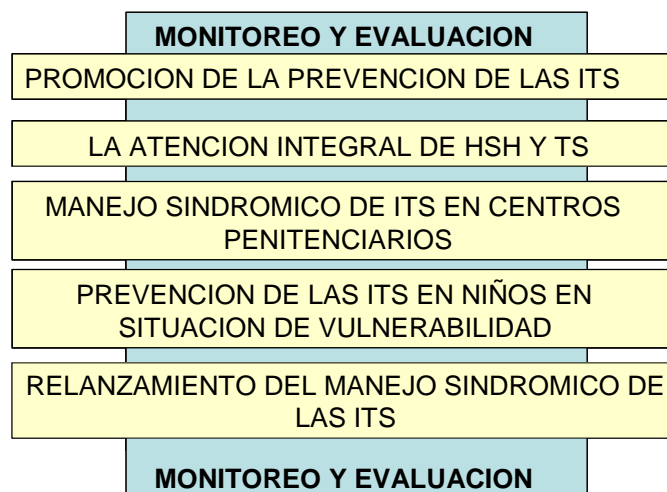 MONITOREO Y EVALUACION
PROMOCION DE LA PREVENCION DE LAS ITS
LA ATENCION INTEGRAL DE HSH Y TS
MANEJO SINDROMICO DE ITS EN CENTROS
PENITENCIARIOS
PREVENCION DE LAS ITS EN NIÑOS EN
SITUACION DE VULNERABILIDAD
RELANZAMIENTO DEL MANEJO SINDROMICO DE
LAS ITS
MONITOREO Y EVALUACION